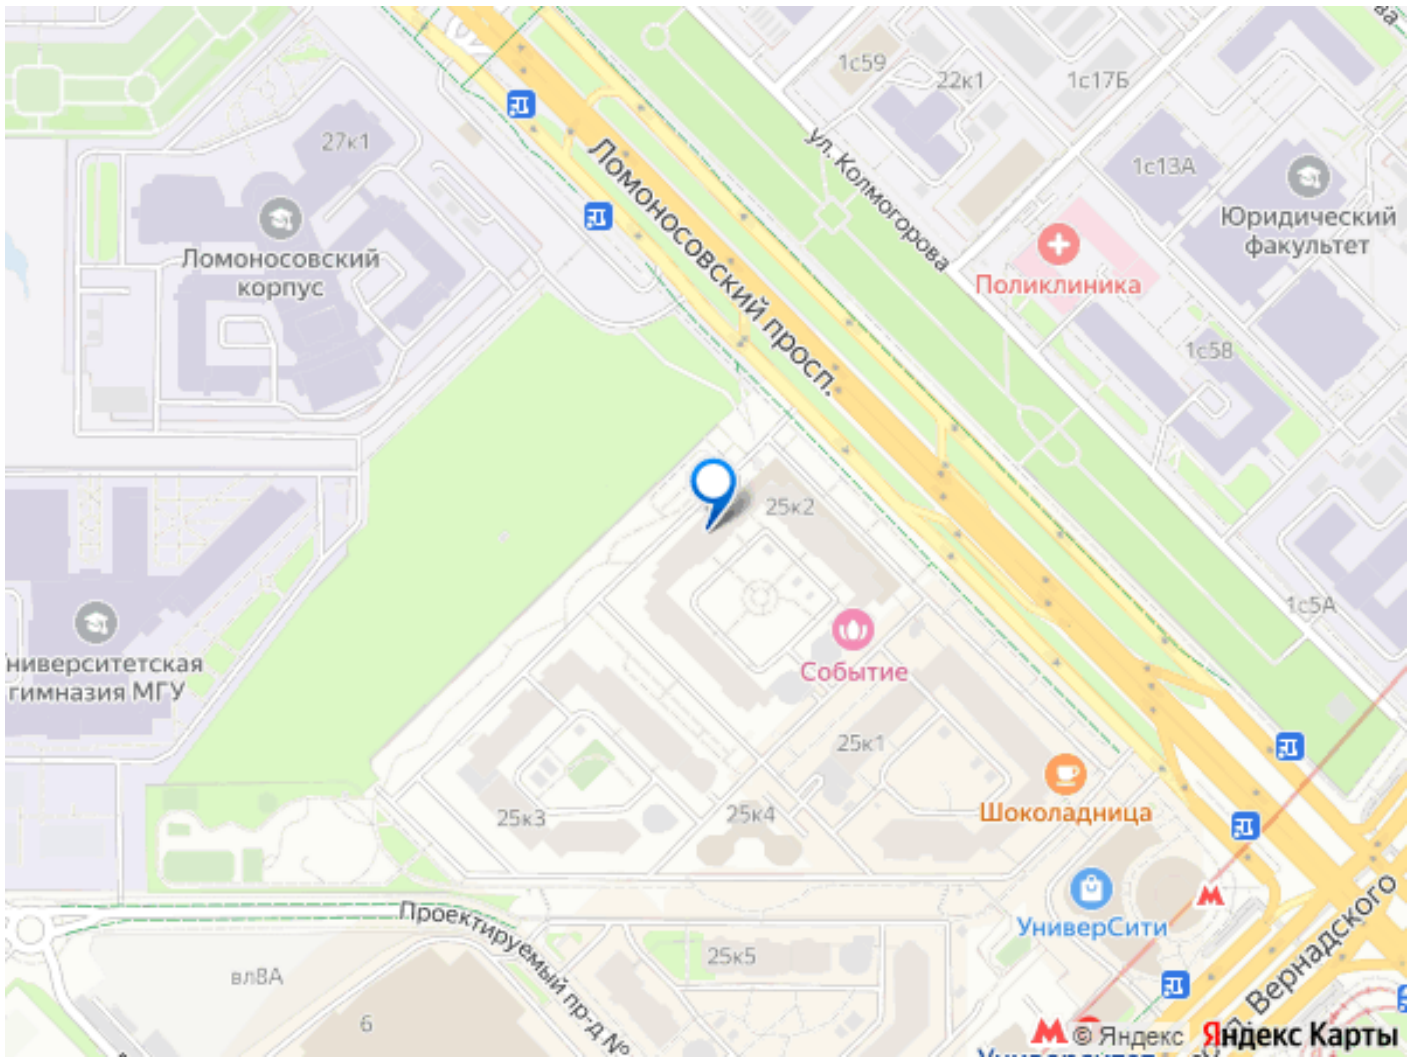 1с59
22к1
1с17Б
ул. Колмогорова
27к1
1с13А
Юридический
факультет
Ломоносовский просп.
Поликлиника
Ломоносовский
корпус
1с58
25к2
1с5А
Событие
ниверситетская
гимназия МГУ
25к1
Шоколадница
25к3
25к4
УниверСити
Проектируемый пр-д №
25к5
вл8А
6
Вернадского
© Яндекс
Яндекс Карты